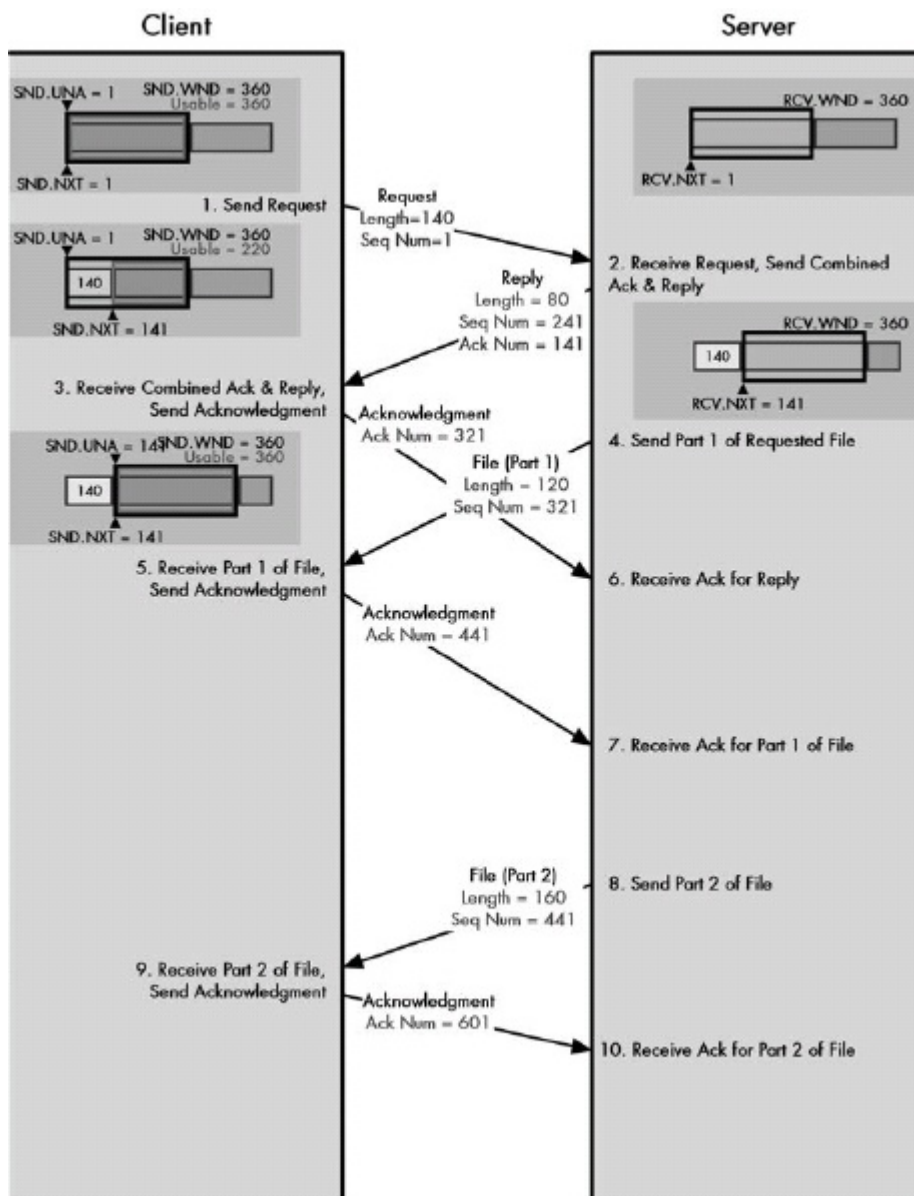 Client
Server
SND.UNA = 1
SND.WND = 360
Usable = 360
SND.NXT = 1
RCV.WND = 360
RCV.NXT = 1
1. Send Request
Request
Length=140
Seq Num=1
SND.UNA = 1
SND.WND = 360
Usable = 220
140
SND.NXT = 141
2. Receive Request, Send Combined
Ack & Reply
Reply
Length = 80
Seq Num = 241
Ack Num = 141
RCV.WND = 360
140
RCV.NXT = 141
3. Receive Combined Ack & Reply,
Send Acknowledgment
Acknowledgment
Ack Num = 321
4. Send Part 1 of Requested File
SND.UNA = 141
SND.WND = 360
Usable = 360
140
SND.NXT = 141
File (Part 1)
Length = 120
Seq Num = 321
5. Receive Part 1 of File,
Send Acknowledgment
6. Receive Ack for Reply
Acknowledgment
Ack Num = 441
7. Receive Ack for Part 1 of File
File (Part 2)
Length = 160
Seq Num = 441
8. Send Part 2 of File
9. Receive Part 2 of File,
Send Acknowledgment
Acknowledgment
Ack Num = 601
10. Receive Ack for Part 2 of File